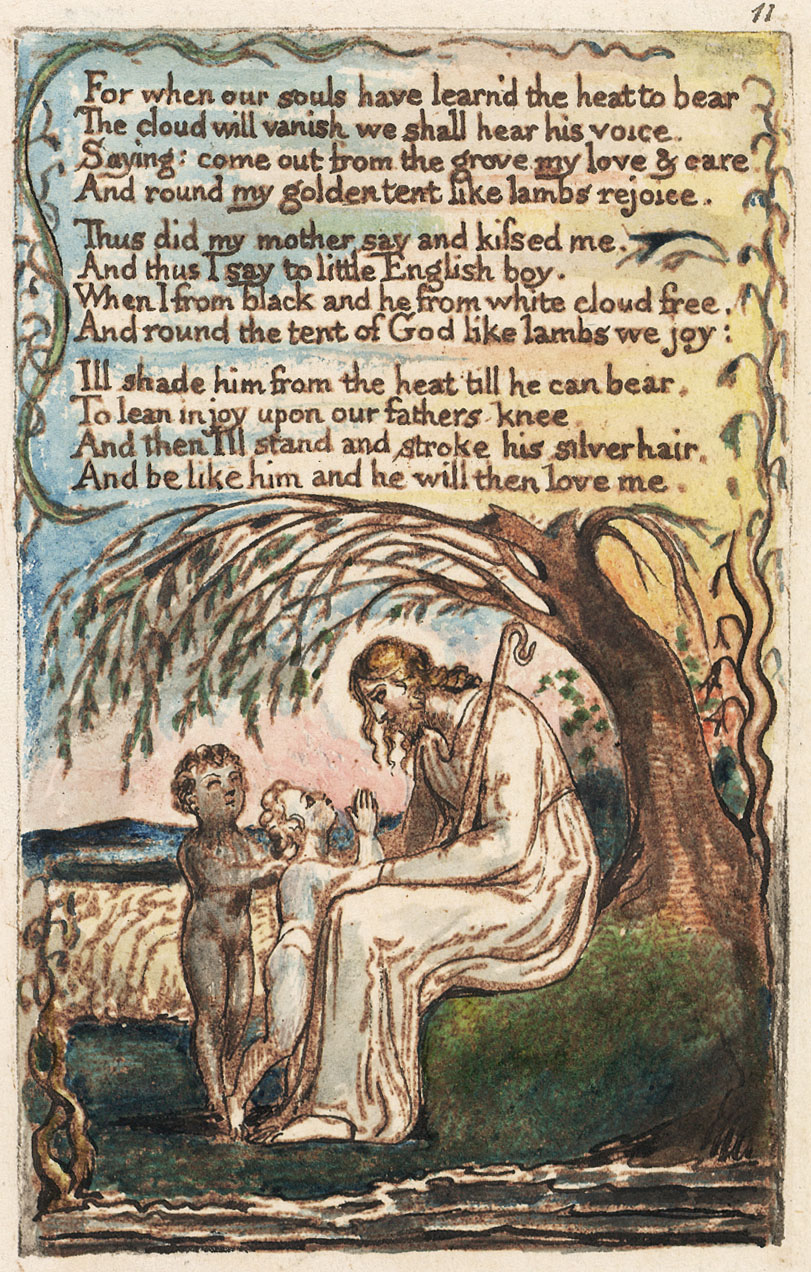 11
For when our souls have learn'd the heat to bear
The cloud will vanish we shall hear his voice.
Saying: come out from the grove my love & care
And round my golden tent like lambs rejoice.
Thus did my mother say and kifsed me.
And thus I say to little English boy.
When I from black and he from white cloud free,
And round the tent of God like lambs we joy:
Ill shade him from the heat till he can bear,
To lean in joy upon our fathers knee
And then I'll stand and stroke his silver hair,
And be like him and he will then love me.